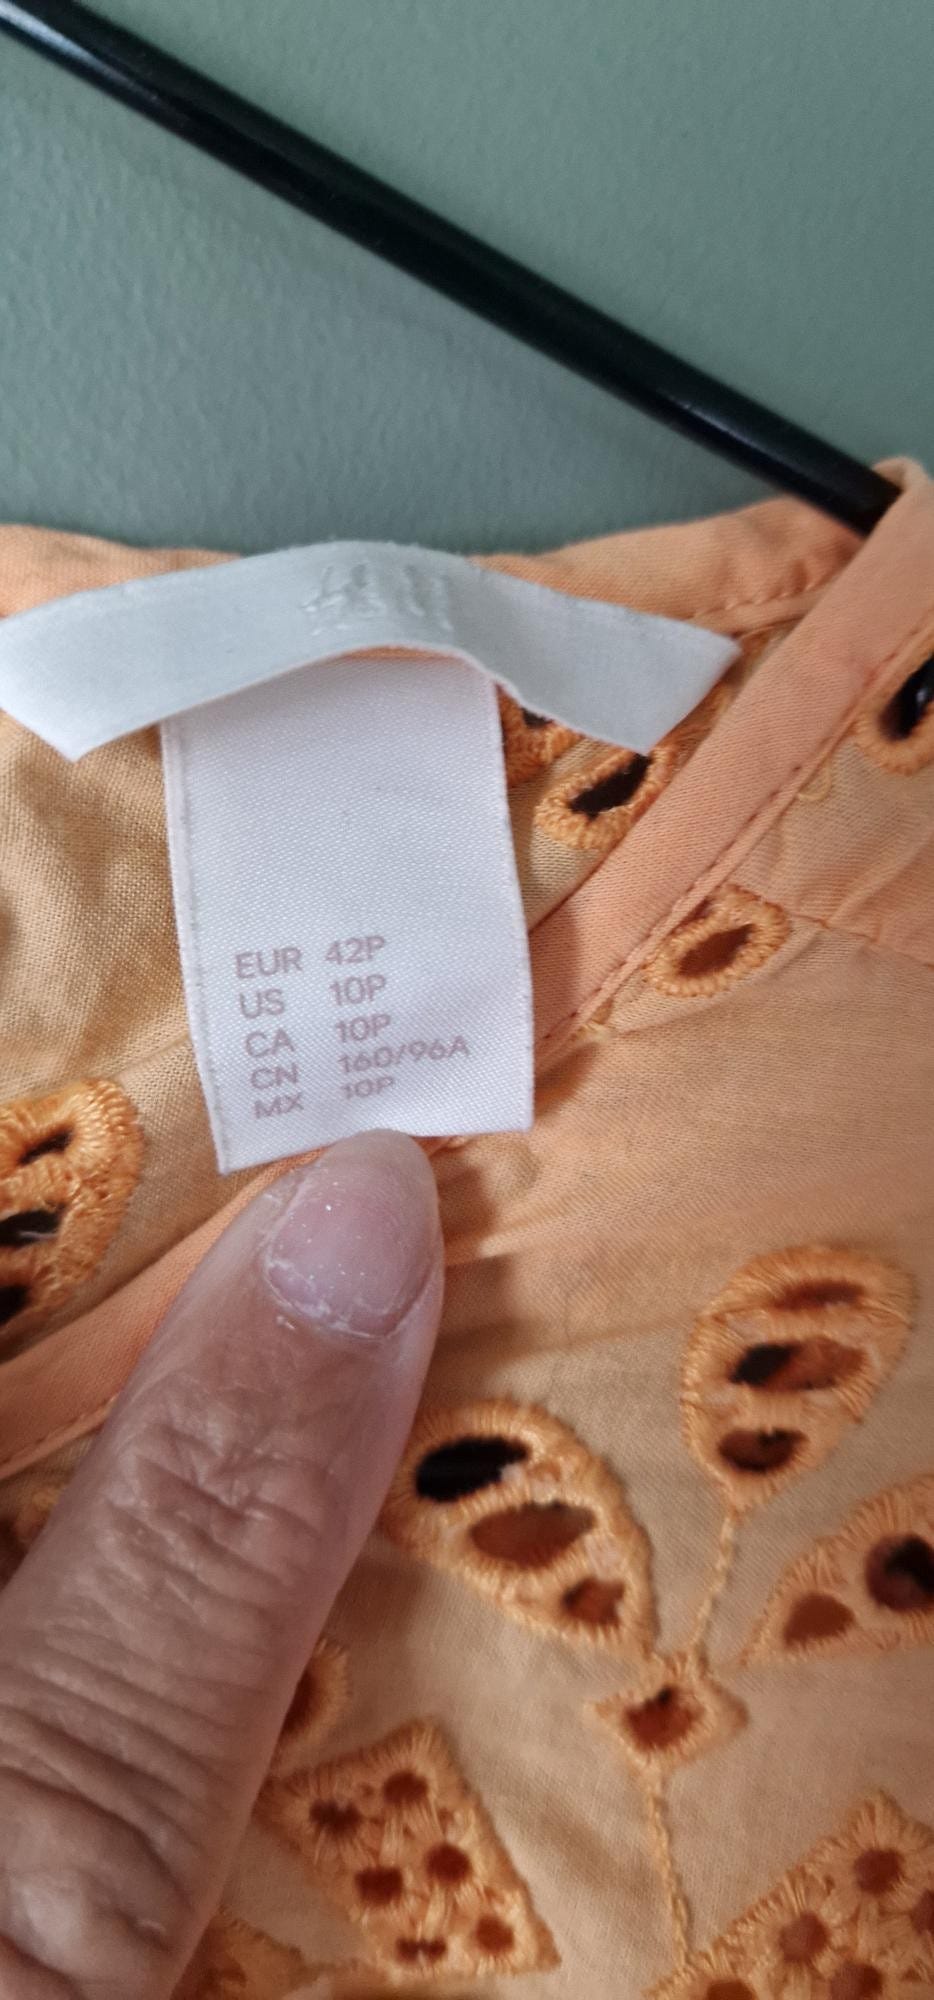 H&M
EUR 42P
US 10P
CA 10P
CN 160/96A
MX 10P